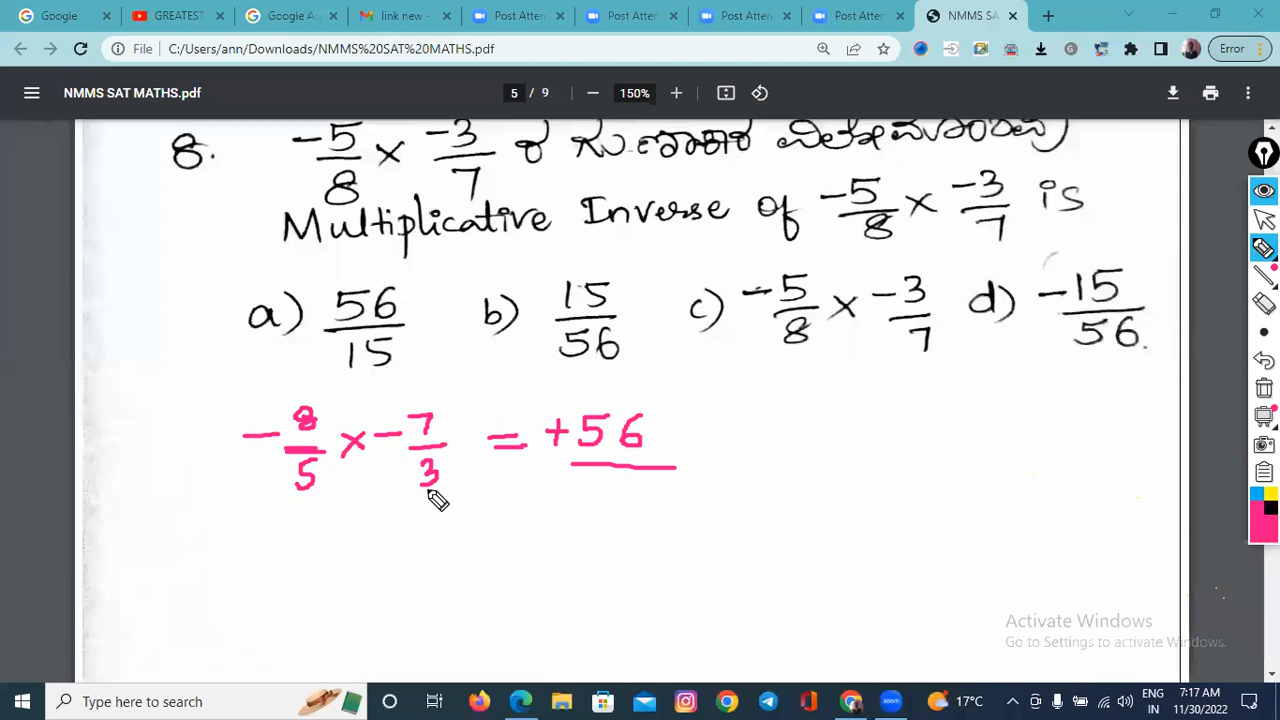 Google
GREATEST
Google A
link new -
Post Atten
Post Atten
Post Atten
Post Atten
NMMS SA
File
C:/Users/ann/Downloads/NMMS%20SAT%20MATHS.pdf
Error
NMMS SAT MATHS.pdf
5 / 9
150%
8. -5/8 × -3/7 ರ ಗುಣಾಕಾರ ವಿಲೋಮ
Multiplicative Inverse of -5/8 × -3/7 is
a) 56/15 b) 15/56 c) -5/8 × -3/7 d) -15/56.
-8/5 × -7/3 = +56
Activate Windows
Go to Settings to activate Windows.
Type here to search
zoom
17°C
ENG
IN
7:17 AM
11/30/2022